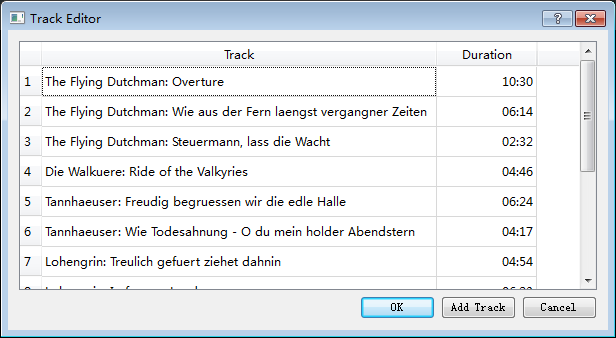 Track Editor
Track Duration
1 The Flying Dutchman: Overture 10:30
2 The Flying Dutchman: Wie aus der Fern laengst vergangner Zeiten 06:14
3 The Flying Dutchman: Steuermann, lass die Wacht 02:32
4 Die Walkuere: Ride of the Valkyries 04:46
5 Tannhaeuser: Freudig begruessen wir die edle Halle 06:24
6 Tannhaeuser: Wie Todesahnung - O du mein holder Abendstern 04:17
7 Lohengrin: Treulich gefuert ziehet dahnin 04:54
OK Add Track Cancel